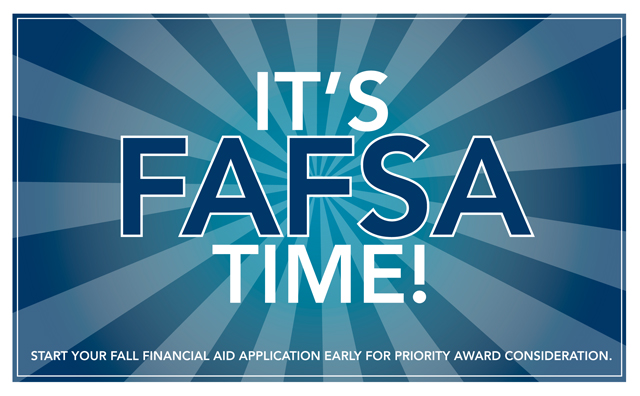 IT'S
FAFSA
TIME!
START YOUR FALL FINANCIAL AID APPLICATION EARLY FOR PRIORITY AWARD CONSIDERATION.